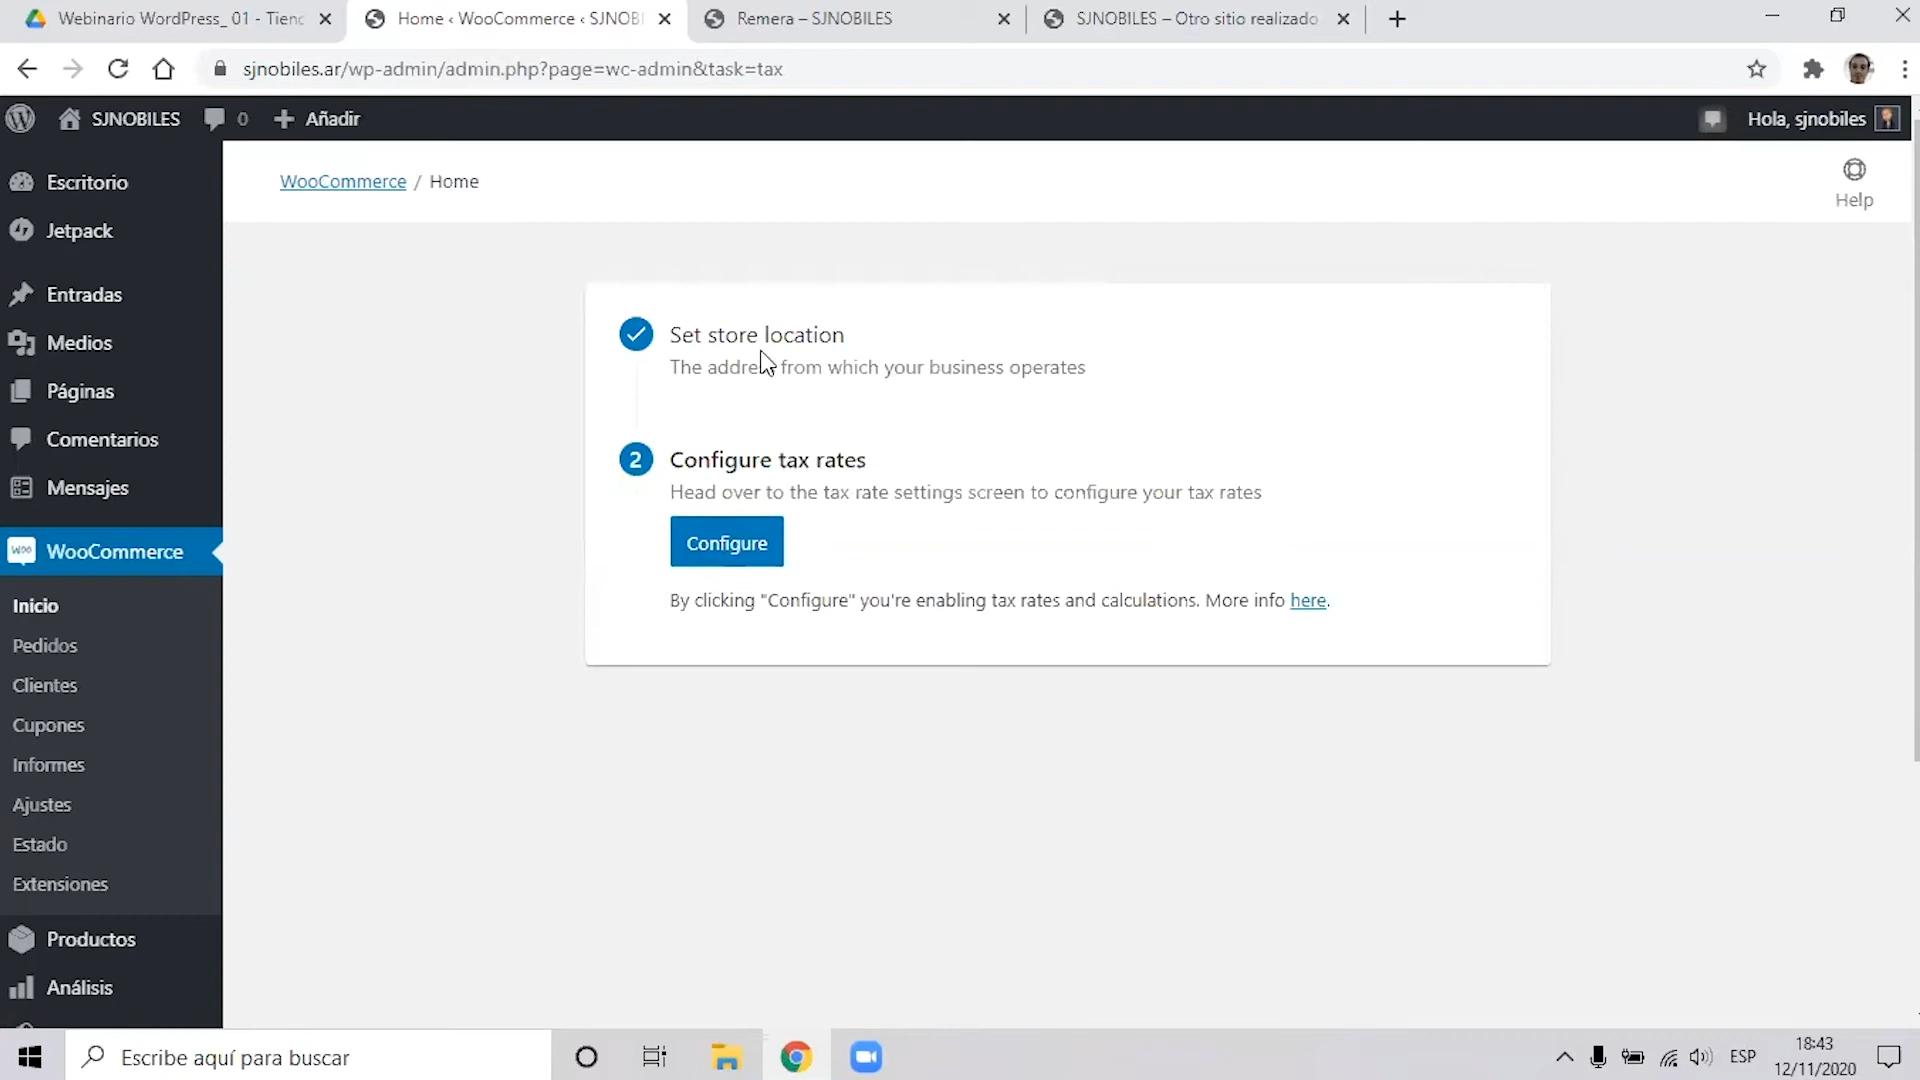 Webinario WordPress_ 01 - Tienc
Home ‹ WooCommerce ‹ SJNOBI
Remera – SJNOBILES
SJNOBILES – Otro sitio realizado
sjnobiles.ar/wp-admin/admin.php?page=wc-admin&task=tax
SJNOBILES
0
Añadir
Hola, sjnobiles
Escritorio
Jetpack
Entradas
Medios
Páginas
Comentarios
Mensajes
WooCommerce
Inicio
Pedidos
Clientes
Cupones
Informes
Ajustes
Estado
Extensiones
Productos
Análisis
WooCommerce / Home
Help
Set store location
The address from which your business operates
2 Configure tax rates
Head over to the tax rate settings screen to configure your tax rates
Configure
By clicking "Configure" you're enabling tax rates and calculations. More info here.
Escribe aquí para buscar
ESP
18:43
12/11/2020